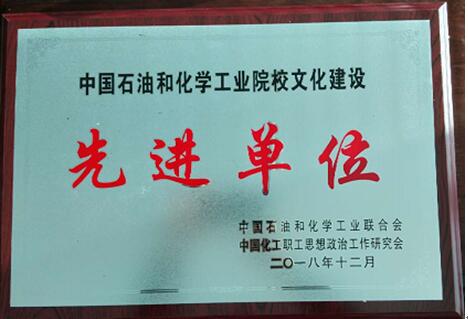 中国石油和化学工业院校文化建设
先进单位
中国石油和化学工业联合会
中国化工职工思想政治工作研究会
二〇一八年十二月